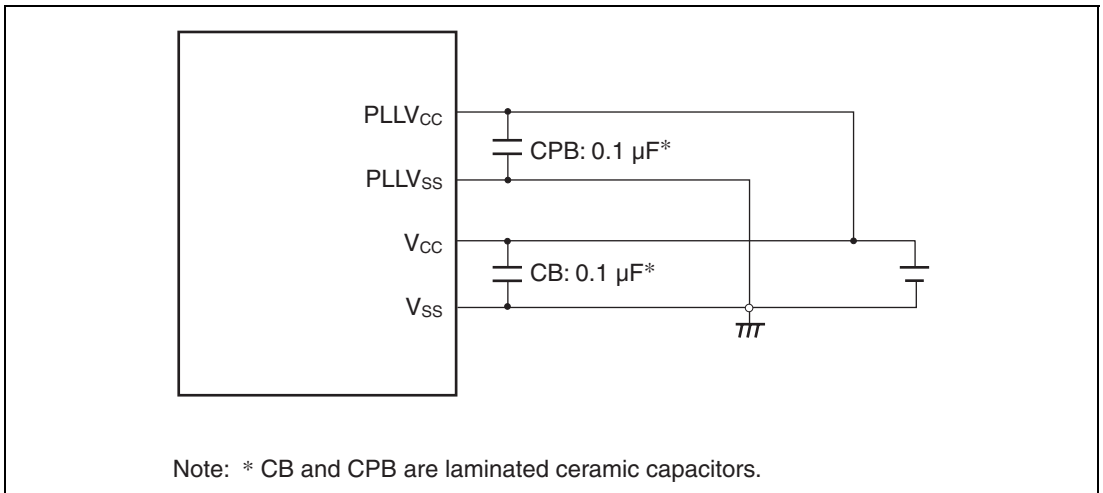 PLLVCC
CPB: 0.1 µF*
PLLVSS
VCC
CB: 0.1 µF*
VSS
Note: * CB and CPB are laminated ceramic capacitors.